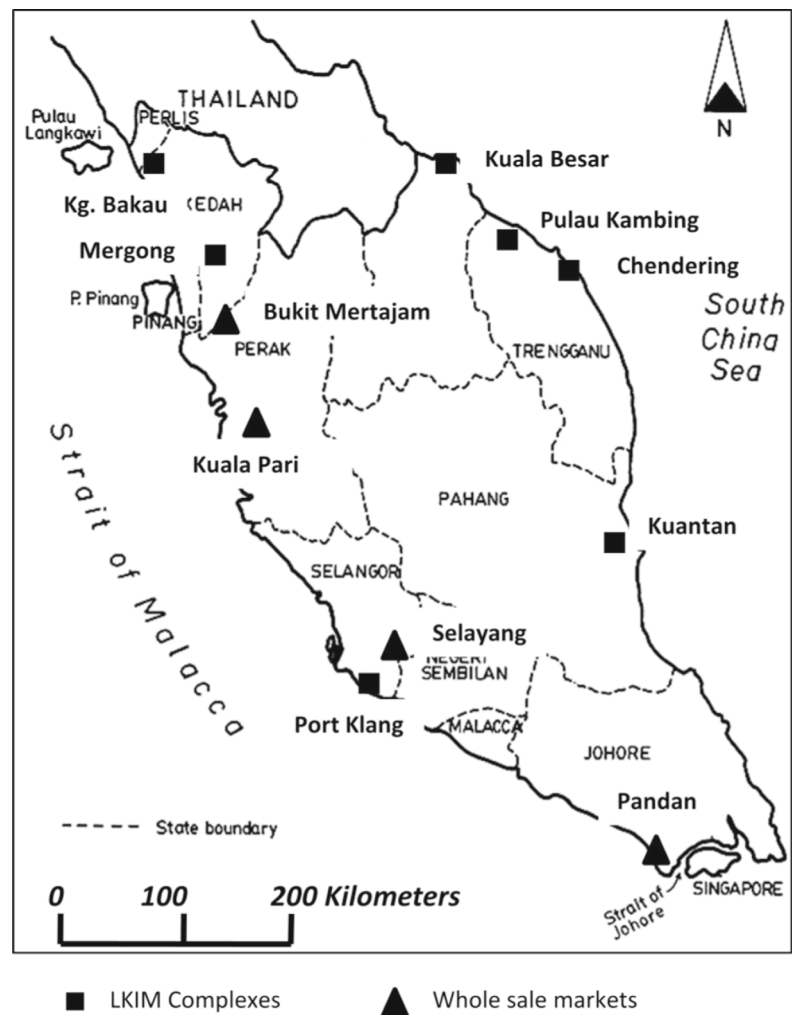 THAILAND
N
Pulau
Langkawi
PERLIS
Kuala Besar
Kg. Bakau
KEDAH
Pulau Kambing
Mergong
Chendering
P. Pinang
PINANG
Bukit Mertajam
South
China
Sea
PERAK
TRENGGANU
Kuala Pari
Strait of Malacca
PAHANG
Kuantan
SELANGOR
Selayang
NEGERI
SEMBILAN
Port Klang
MALACCA
JOHORE
Pandan
State boundary
SINGAPORE
Strait of
Johore
0 100 200 Kilometers
LKIM Complexes
Whole sale markets